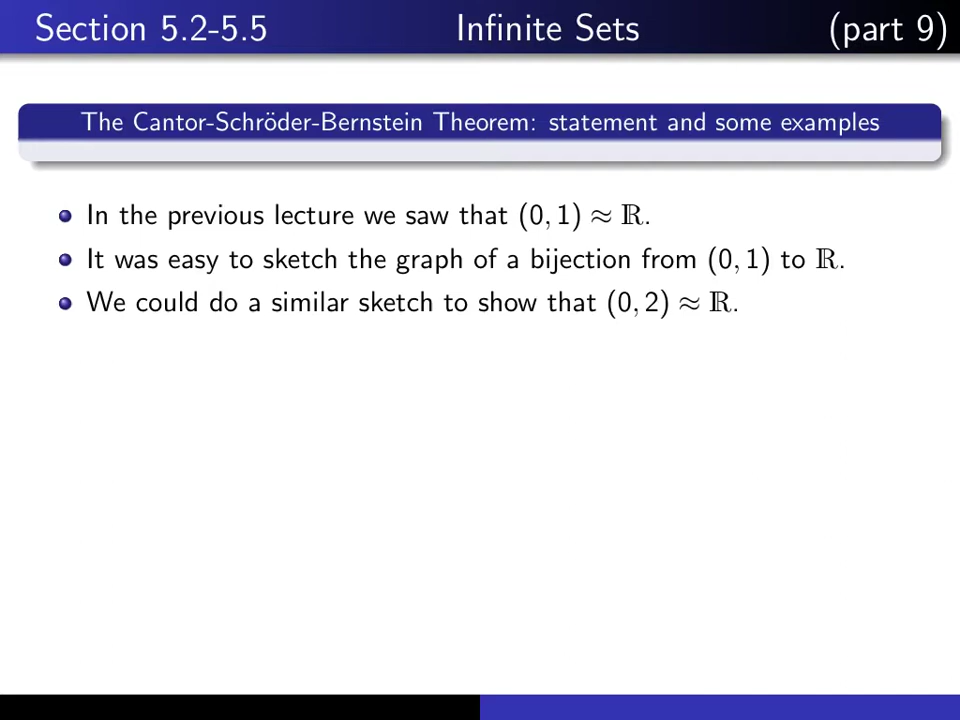 Section 5.2-5.5 Infinite Sets (part 9)
The Cantor-Schröder-Bernstein Theorem: statement and some examples
In the previous lecture we saw that (0, 1) ≈ ℝ.
It was easy to sketch the graph of a bijection from (0, 1) to ℝ.
We could do a similar sketch to show that (0, 2) ≈ ℝ.